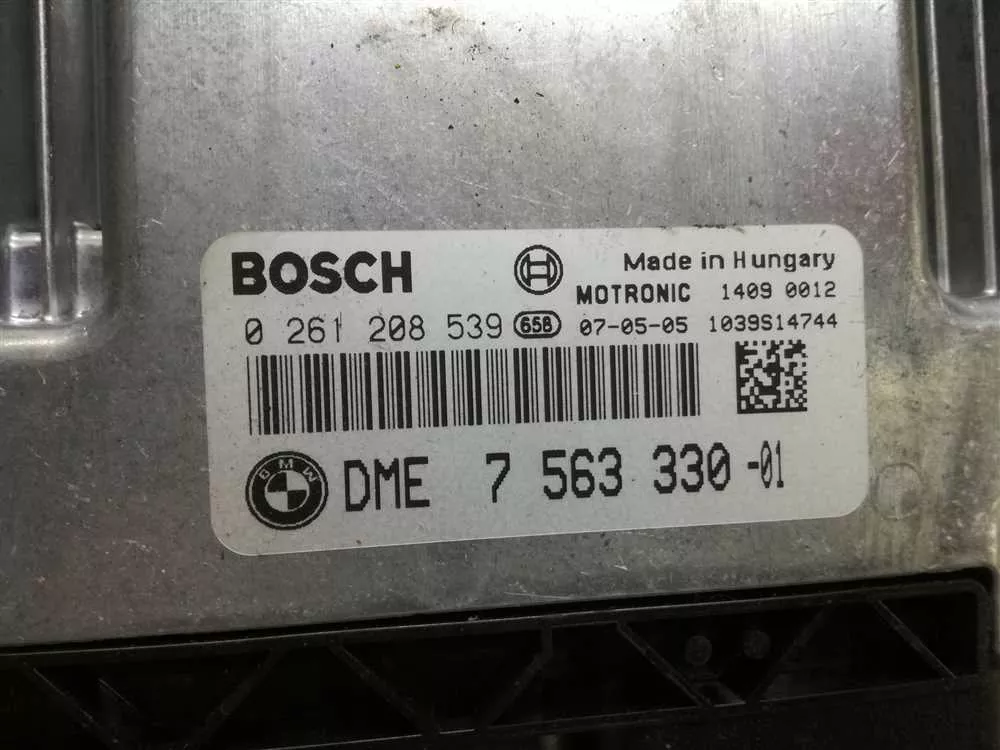 BOSCH
Made in Hungary
MOTRONIC 1409 0012
0 261 208 539 658 07-05-05 1039S14744
BMW DME 7 563 330 -01